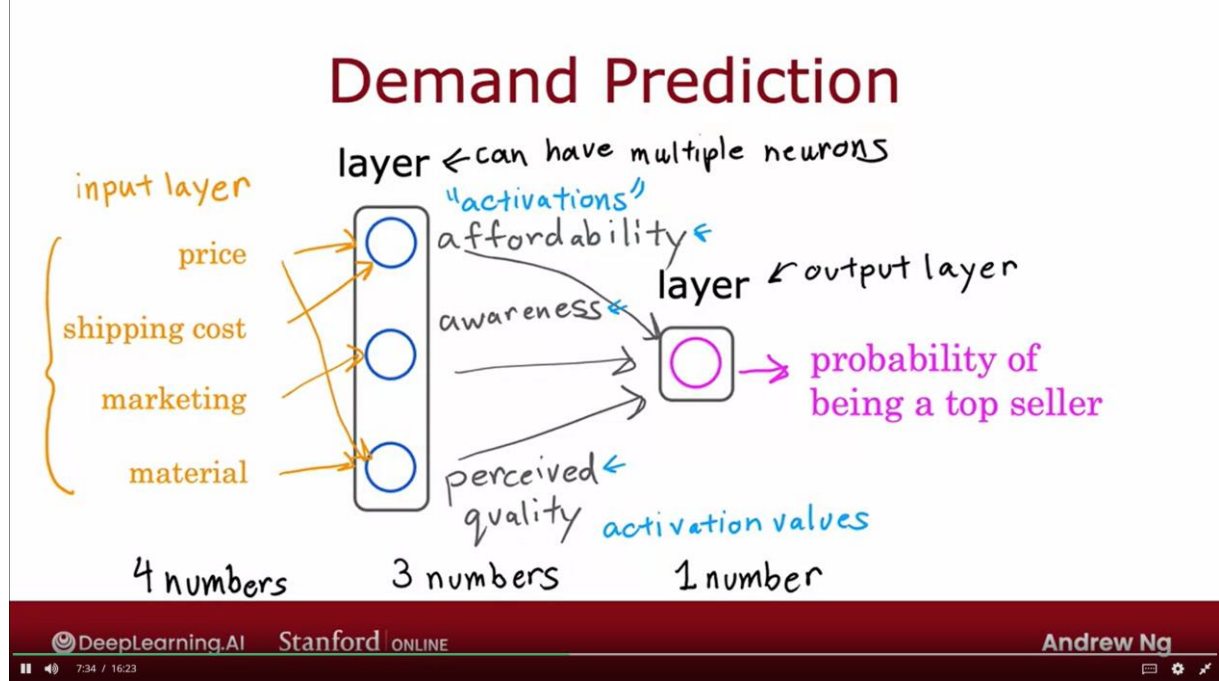 Demand Prediction
layer ← can have multiple neurons
input layer
"activations"
price
affordability
layer ← output layer
shipping cost
awareness
probability of
being a top seller
marketing
material
perceived
quality
activation values
4 numbers
3 numbers
1 number
DeepLearning.AI Stanford | ONLINE
Andrew Ng
7:34 / 16:23